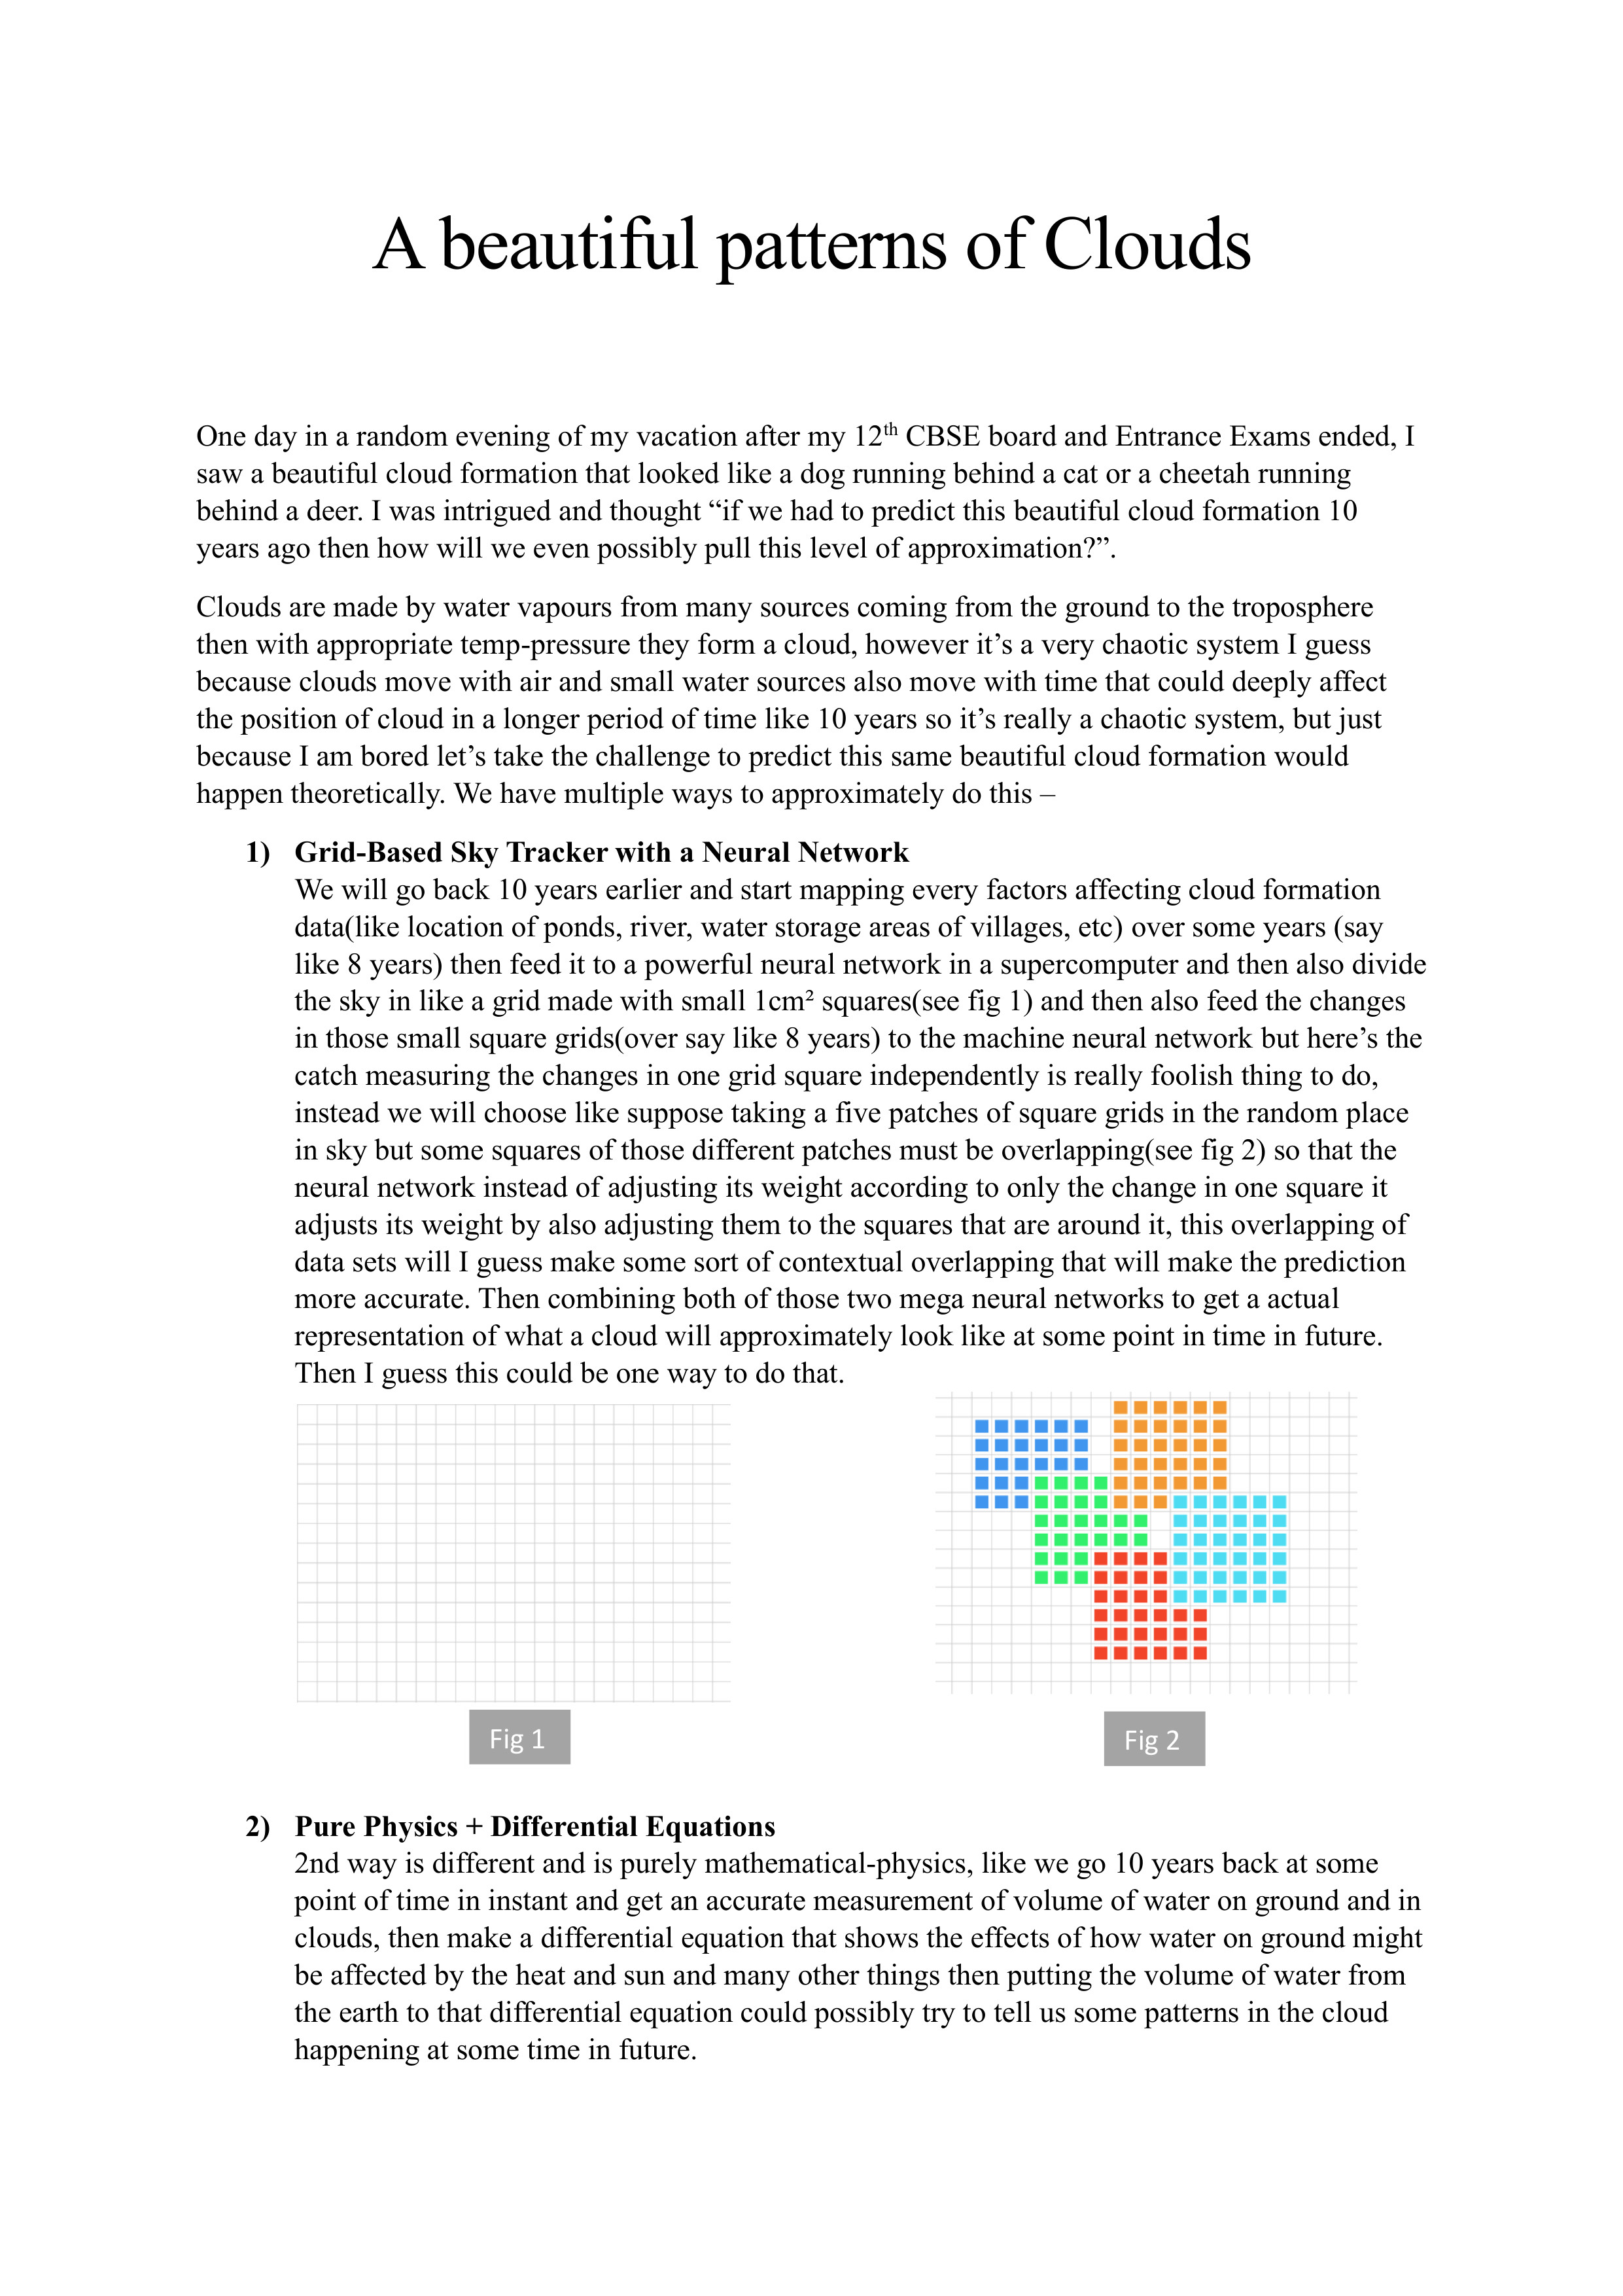 A beautiful patterns of Clouds
One day in a random evening of my vacation after my 12th CBSE board and Entrance Exams ended, I
saw a beautiful cloud formation that looked like a dog running behind a cat or a cheetah running
behind a deer. I was intrigued and thought “if we had to predict this beautiful cloud formation 10
years ago then how will we even possibly pull this level of approximation?”.
Clouds are made by water vapours from many sources coming from the ground to the troposphere
then with appropriate temp-pressure they form a cloud, however it’s a very chaotic system I guess
because clouds move with air and small water sources also move with time that could deeply affect
the position of cloud in a longer period of time like 10 years so it’s really a chaotic system, but just
because I am bored let’s take the challenge to predict this same beautiful cloud formation would
happen theoretically. We have multiple ways to approximately do this –
1) Grid-Based Sky Tracker with a Neural Network
We will go back 10 years earlier and start mapping every factors affecting cloud formation
data(like location of ponds, river, water storage areas of villages, etc) over some years (say
like 8 years) then feed it to a powerful neural network in a supercomputer and then also divide
the sky in like a grid made with small 1cm² squares(see fig 1) and then also feed the changes
in those small square grids(over say like 8 years) to the machine neural network but here’s the
catch measuring the changes in one grid square independently is really foolish thing to do,
instead we will choose like suppose taking a five patches of square grids in the random place
in sky but some squares of those different patches must be overlapping(see fig 2) so that the
neural network instead of adjusting its weight according to only the change in one square it
adjusts its weight by also adjusting them to the squares that are around it, this overlapping of
data sets will I guess make some sort of contextual overlapping that will make the prediction
more accurate. Then combining both of those two mega neural networks to get a actual
representation of what a cloud will approximately look like at some point in time in future.
Then I guess this could be one way to do that.
Fig 1
Fig 2
2) Pure Physics + Differential Equations
2nd way is different and is purely mathematical-physics, like we go 10 years back at some
point of time in instant and get an accurate measurement of volume of water on ground and in
clouds, then make a differential equation that shows the effects of how water on ground might
be affected by the heat and sun and many other things then putting the volume of water from
the earth to that differential equation could possibly try to tell us some patterns in the cloud
happening at some time in future.